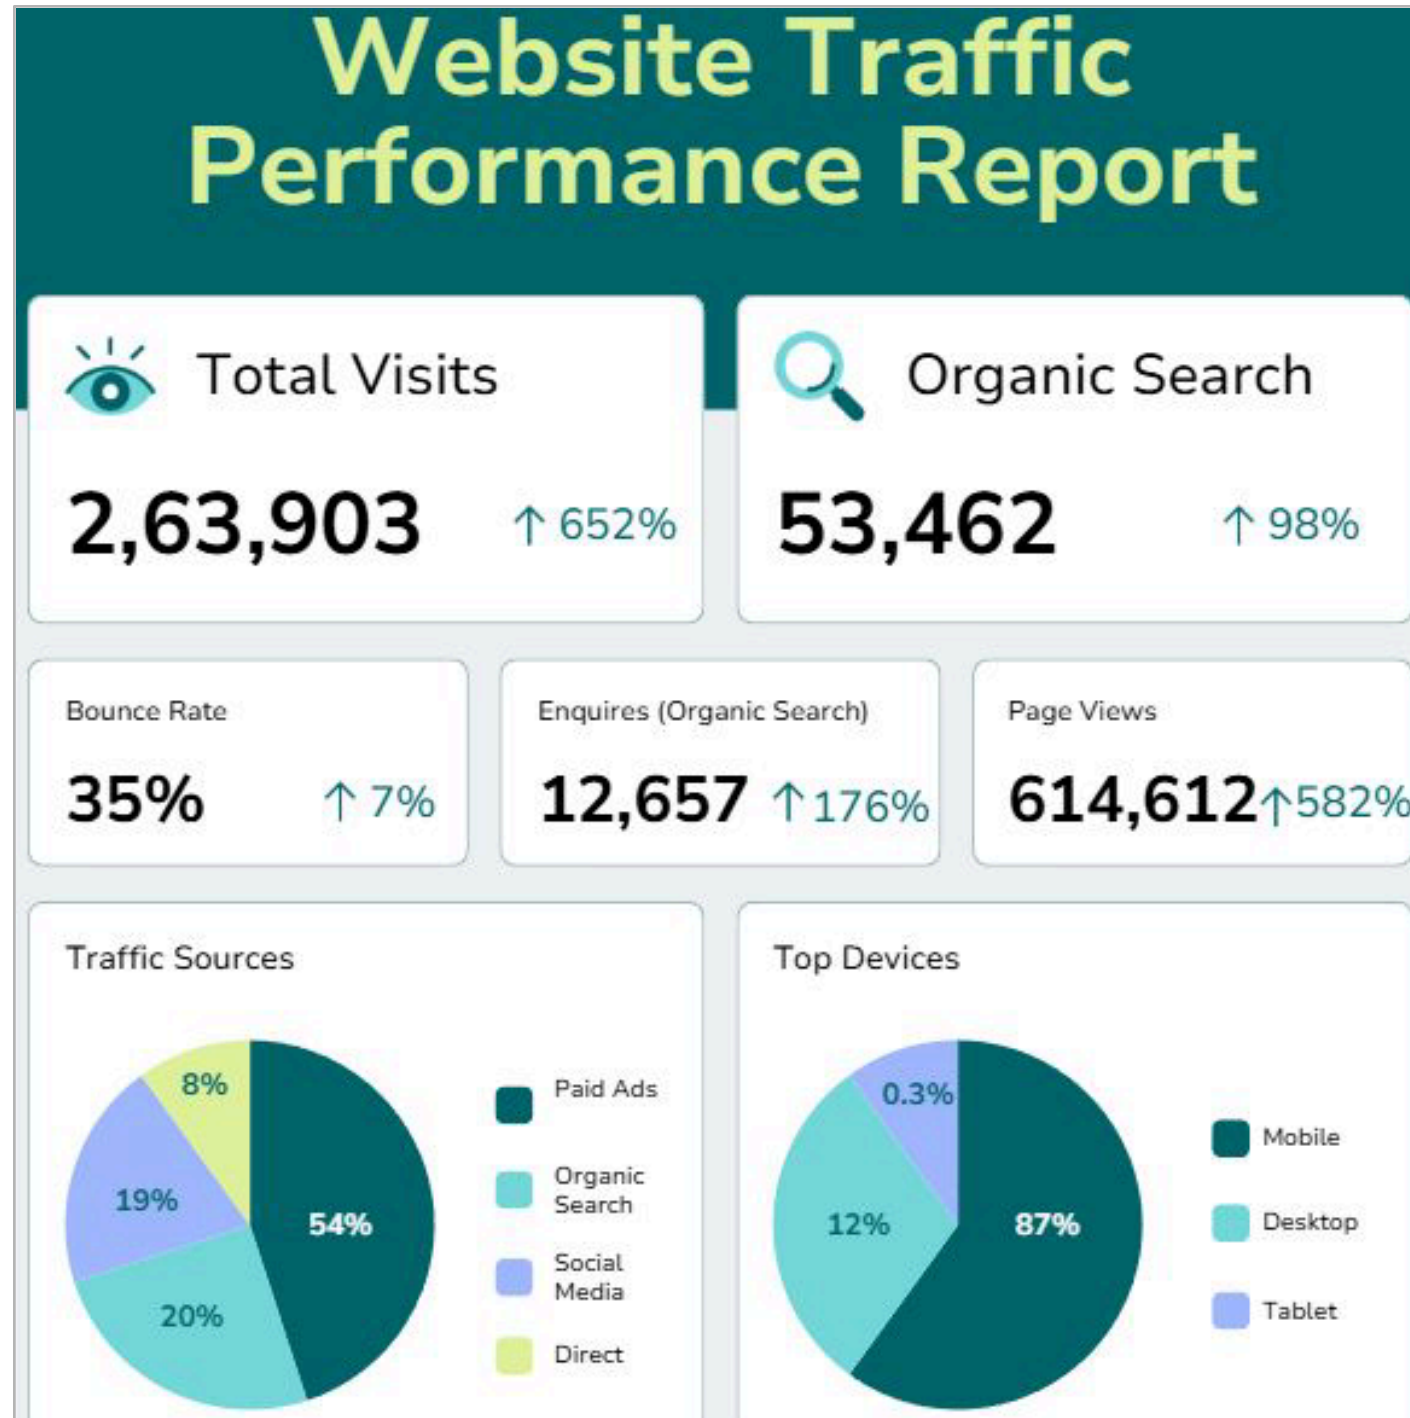 Website Traffic
Performance Report
Total Visits
2,63,903 ↑ 652%
Organic Search
53,462 ↑ 98%
Bounce Rate
35% ↑ 7%
Enquires (Organic Search)
12,657 ↑ 176%
Page Views
614,612 ↑ 582%
Traffic Sources
8%
19%
54%
20%
Paid Ads
Organic
Search
Social
Media
Direct
Top Devices
0.3%
12%
87%
Mobile
Desktop
Tablet